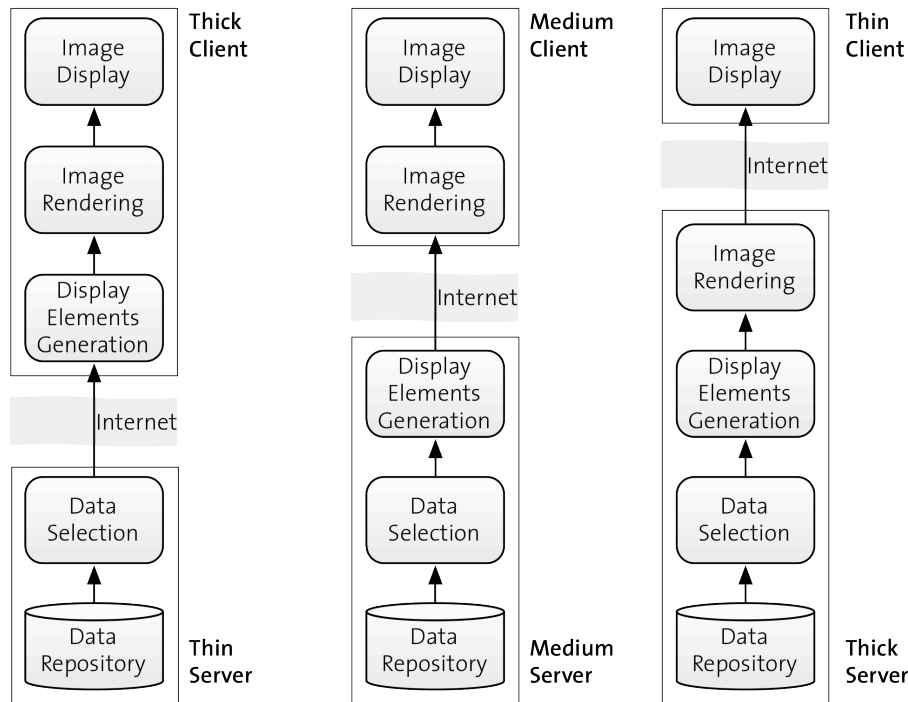 Thick
Client
Image
Display
Image
Rendering
Display
Elements
Generation
Internet
Data
Selection
Data
Repository
Thin
Server
Medium
Client
Image
Display
Image
Rendering
Internet
Display
Elements
Generation
Data
Selection
Data
Repository
Medium
Server
Thin
Client
Image
Display
Internet
Image
Rendering
Display
Elements
Generation
Data
Selection
Data
Repository
Thick
Server